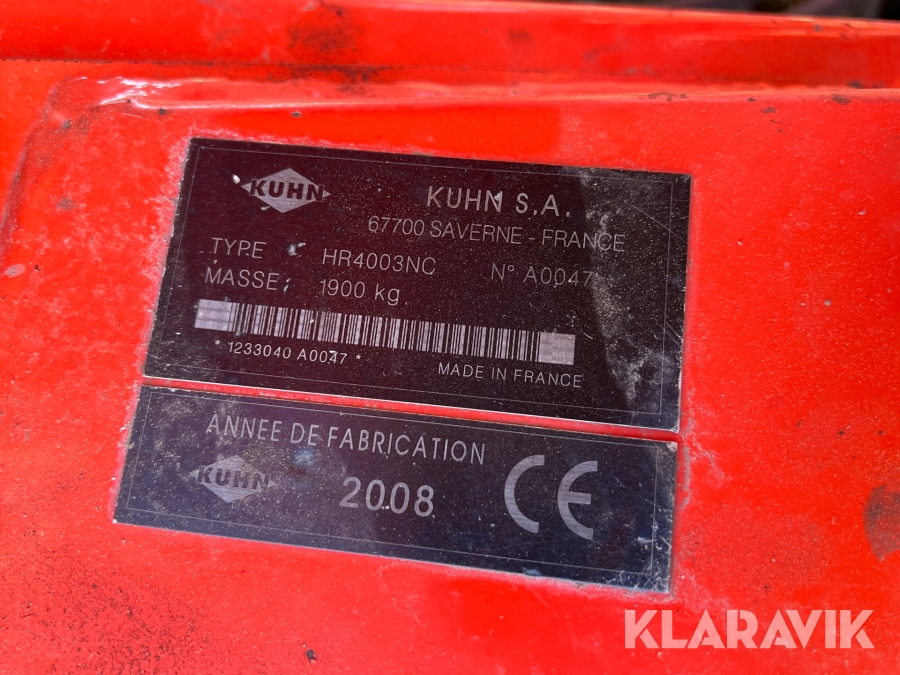 KUHN
KUHN S.A.
67700 SAVERNE - FRANCE
TYPE HR4003NC N° A0047
MASSE 1900 kg
* 1233040 A0047 *
MADE IN FRANCE
ANNEE DE FABRICATION
KUHN
2008
CE
KLARAVIK